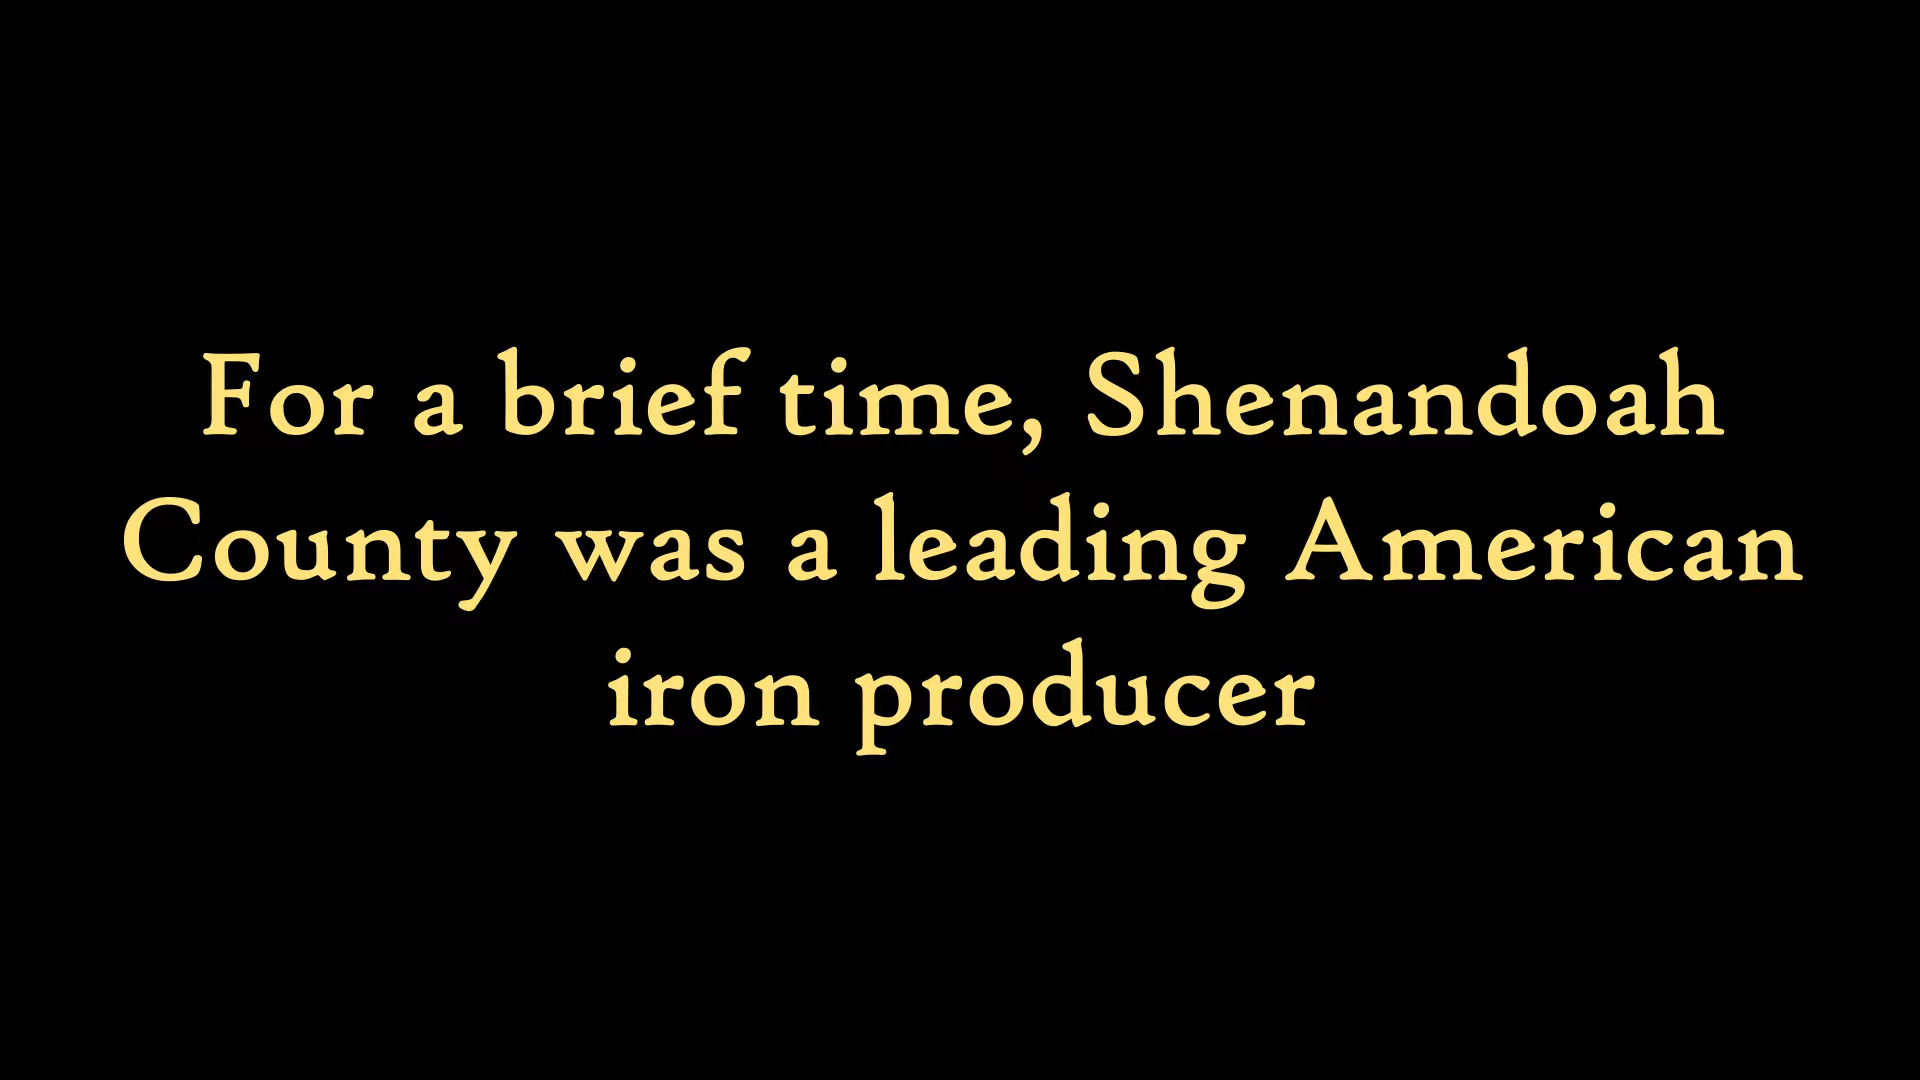 For a brief time, Shenandoah
County was a leading American
iron producer